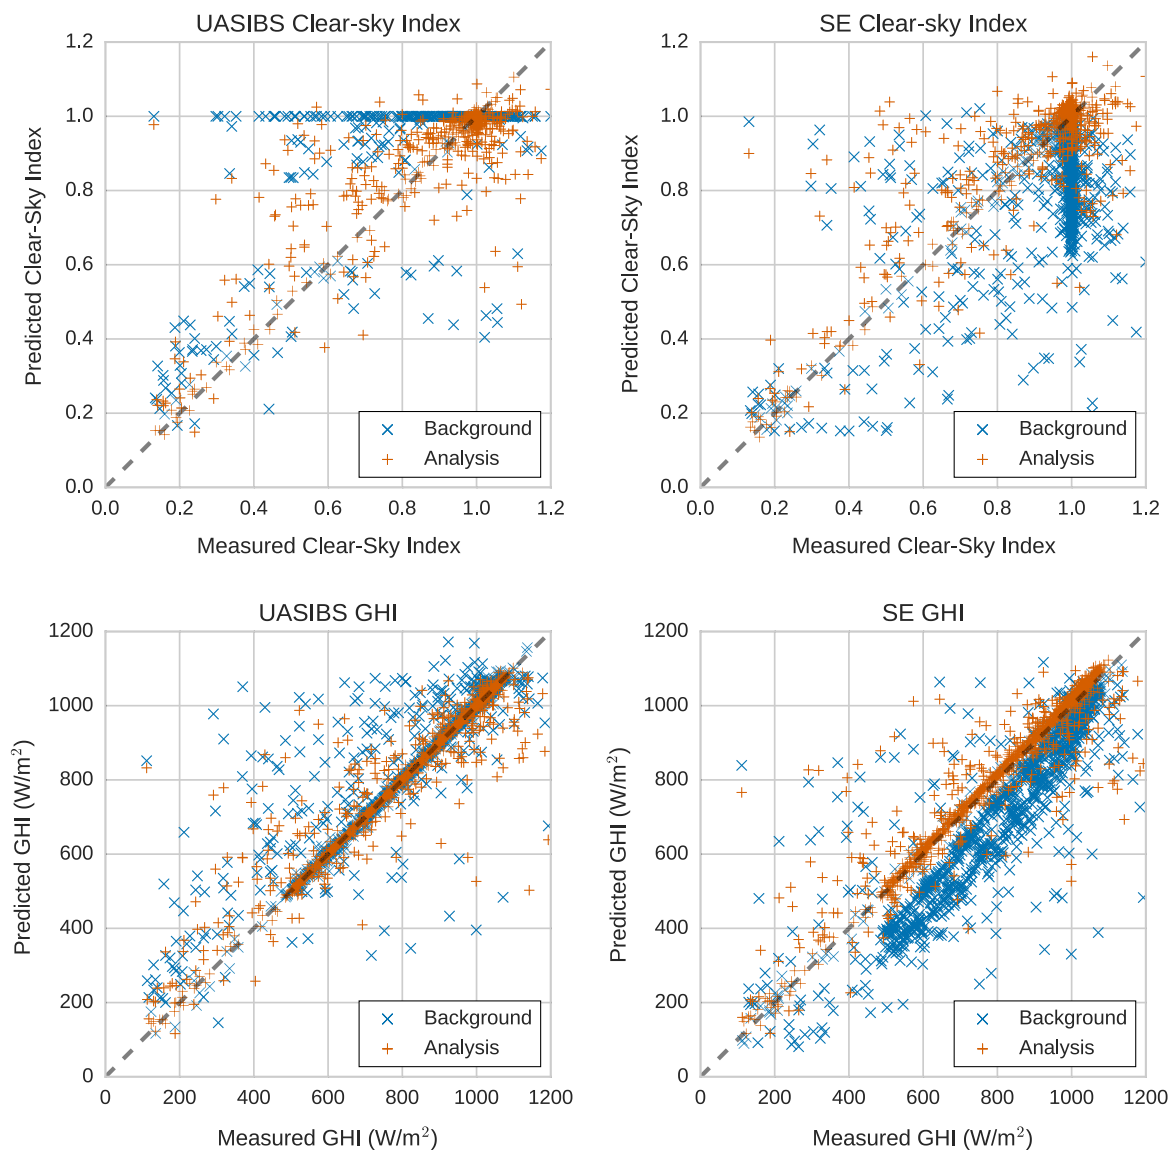 UASIBS Clear-sky Index
1.2
1.0
0.8
0.6
0.4
0.2
0.0
Predicted Clear-Sky Index
Background
Analysis
0.0 0.2 0.4 0.6 0.8 1.0 1.2
Measured Clear-Sky Index
SE Clear-sky Index
1.2
1.0
0.8
0.6
0.4
0.2
0.0
Predicted Clear-Sky Index
Background
Analysis
0.0 0.2 0.4 0.6 0.8 1.0 1.2
Measured Clear-Sky Index
UASIBS GHI
1200
1000
800
600
400
200
0
Predicted GHI (W/m²)
Background
Analysis
0 200 400 600 800 1000 1200
Measured GHI (W/m²)
SE GHI
1200
1000
800
600
400
200
0
Predicted GHI (W/m²)
Background
Analysis
0 200 400 600 800 1000 1200
Measured GHI (W/m²)